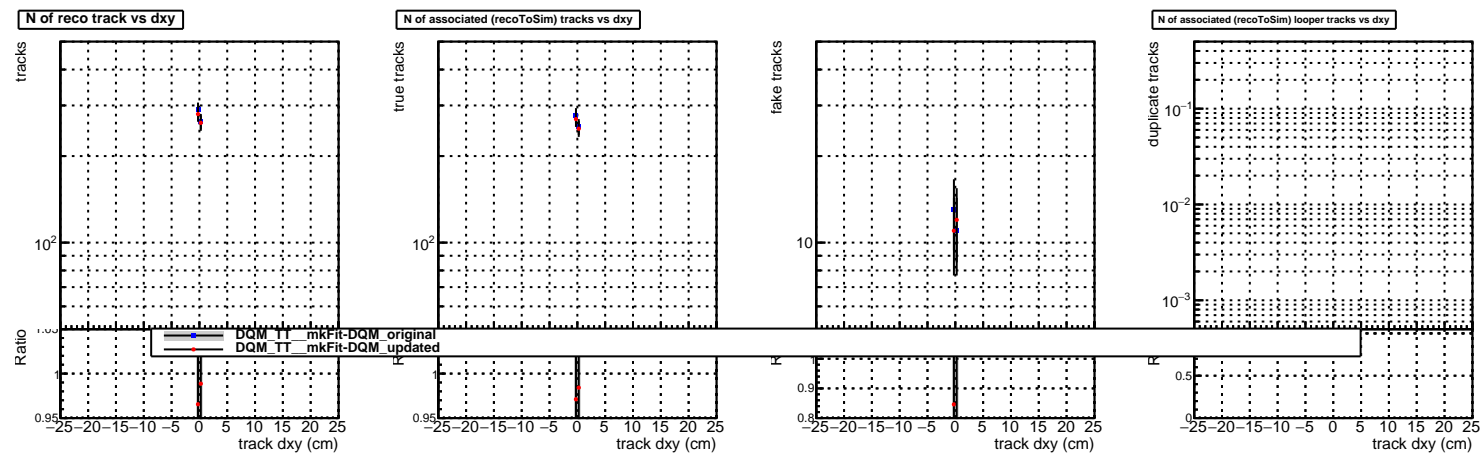 N of reco track vs dxy
N of associated (recoToSim) tracks vs dxy
N of associated (recoToSim) looper tracks vs dxy
tracks
10²
true tracks
10²
fake tracks
10
duplicate tracks
10⁻¹
10⁻²
10⁻³
DQM_TT__mkFit-DQM_original
DQM_TT__mkFit-DQM_updated
Ratio
1
0.95
−25 −20 −15 −10 −5 0 5 10 15 20 25
track dxy (cm)
0.95
−25 −20 −15 −10 −5 0 5 10 15 20 25
track dxy (cm)
1
0.9
0.8
−25 −20 −15 −10 −5 0 5 10 15 20 25
track dxy (cm)
0.5
0
−25 −20 −15 −10 −5 0 5 10 15 20 25
track dxy (cm)